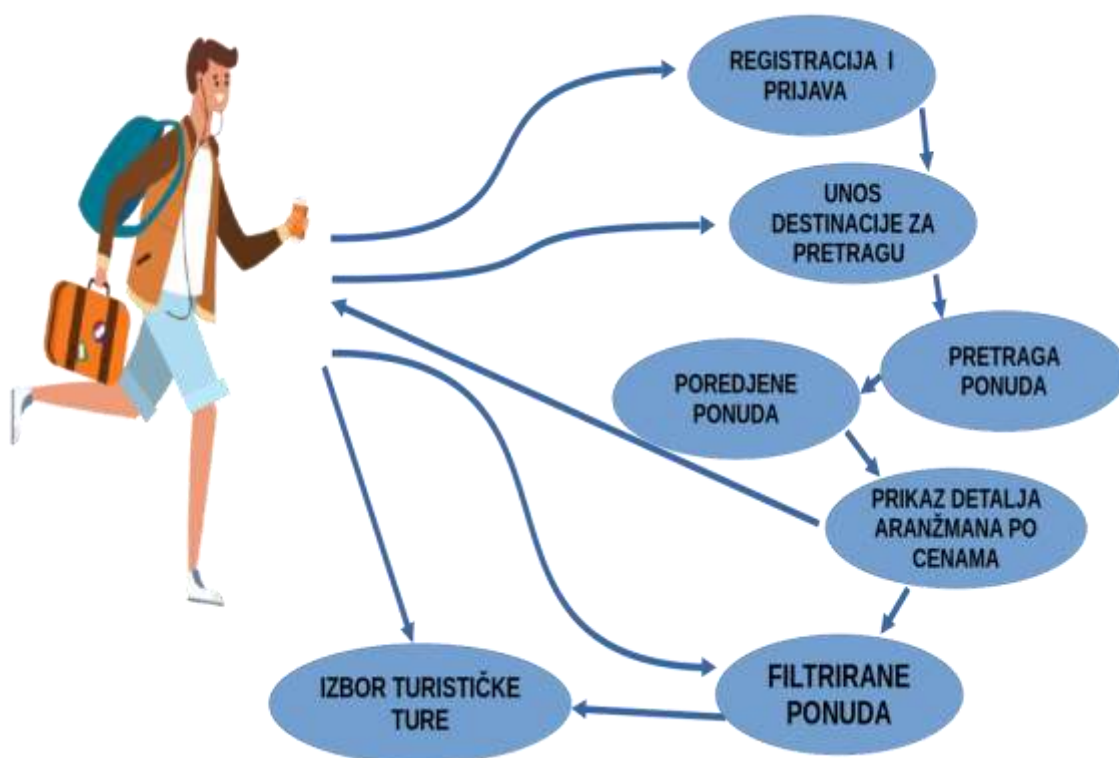 REGISTRACIJA I
PRIJAVA
UNOS
DESTINACIJE ZA
PRETRAGU
PRETRAGA
PONUDA
POREDJENE
PONUDA
PRIKAZ DETALJA
ARANŽMANA PO
CENAMA
FILTRIRANE
PONUDA
IZBOR TURISTIČKE
TURE